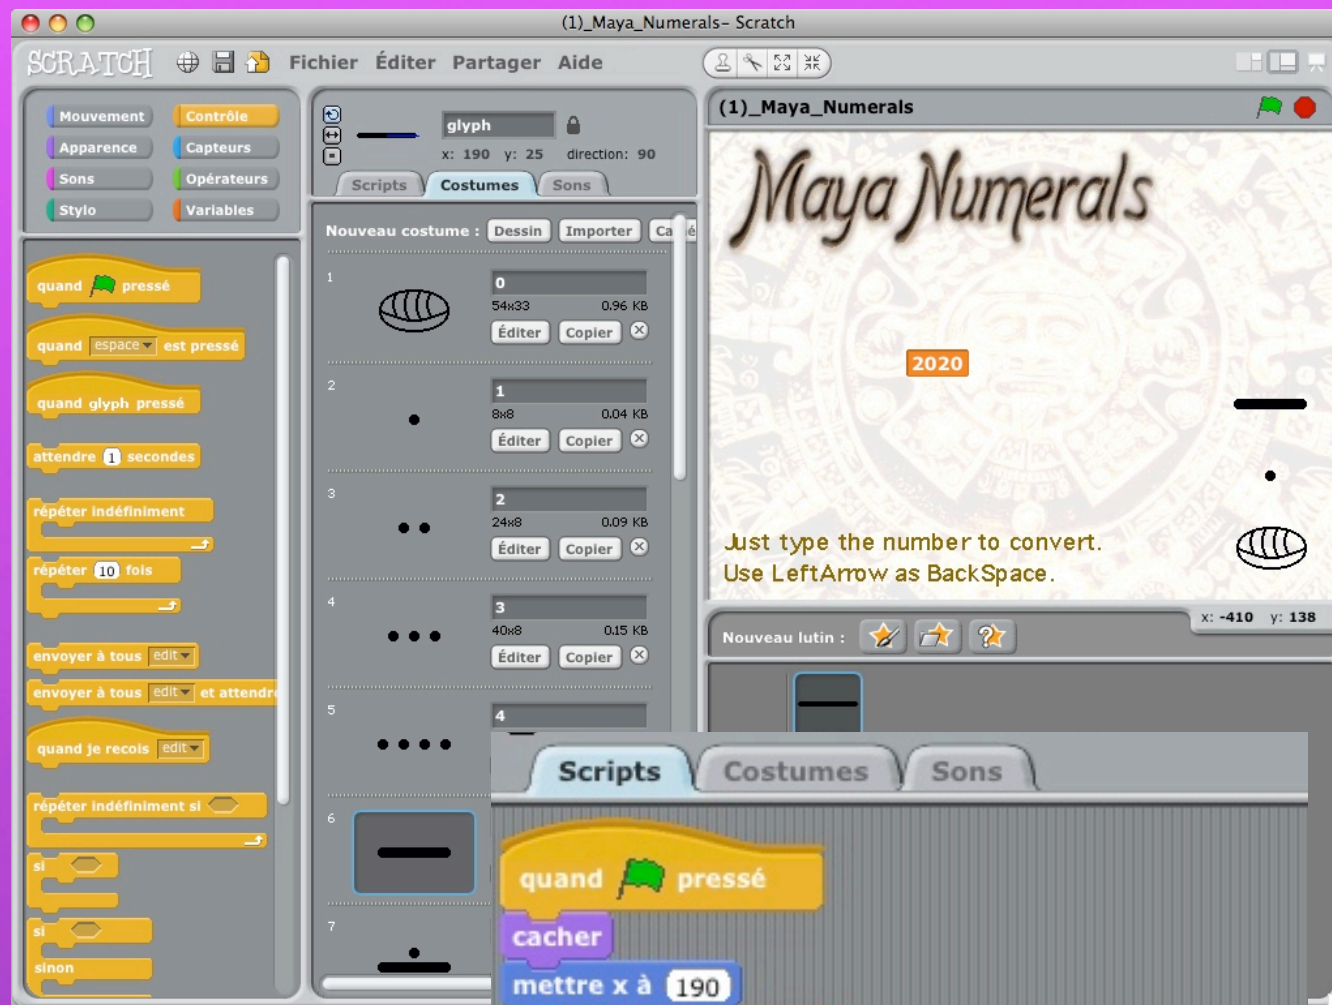 (1)_Maya_Numerals– Scratch
SCRATCH Fichier Éditer Partager Aide
Mouvement Contrôle
Apparence Capteurs
Sons Opérateurs
Stylo Variables
quand pressé
quand espace est pressé
quand glyph pressé
attendre 1 secondes
répéter indéfiniment
répéter 10 fois
envoyer à tous edit
envoyer à tous edit et attendre
quand je recois edit
répéter indéfiniment si
si
si
sinon
glyph
x: 190 y: 25 direction: 90
Scripts Costumes Sons
Nouveau costume : Dessin Importer
1
0
54x33 0.96 KB
Éditer Copier
2
1
8x8 0.04 KB
Éditer Copier
3
2
24x8 0.09 KB
Éditer Copier
4
3
40x8 0.15 KB
Éditer Copier
5
4
6
7
(1)_Maya_Numerals
Maya Numerals
2020
Just type the number to convert.
Use LeftArrow as BackSpace.
x: -410 y: 138
Nouveau lutin :
Scripts Costumes Sons
quand pressé
cacher
mettre x à 190